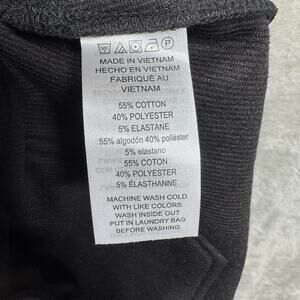 MADE IN VIETNAM
HECHO EN VIETNAM
FABRIQUÉ AU
VIETNAM
55% COTTON
40% POLYESTER
5% ELASTANE
55% algodón 40% poliéster
5% elastano
55% COTON
40% POLYESTER
5% ÉLASTHANNE
MACHINE WASH COLD
WITH LIKE COLORS
WASH INSIDE OUT
PUT IN LAUNDRY BAG
BEFORE WASHING